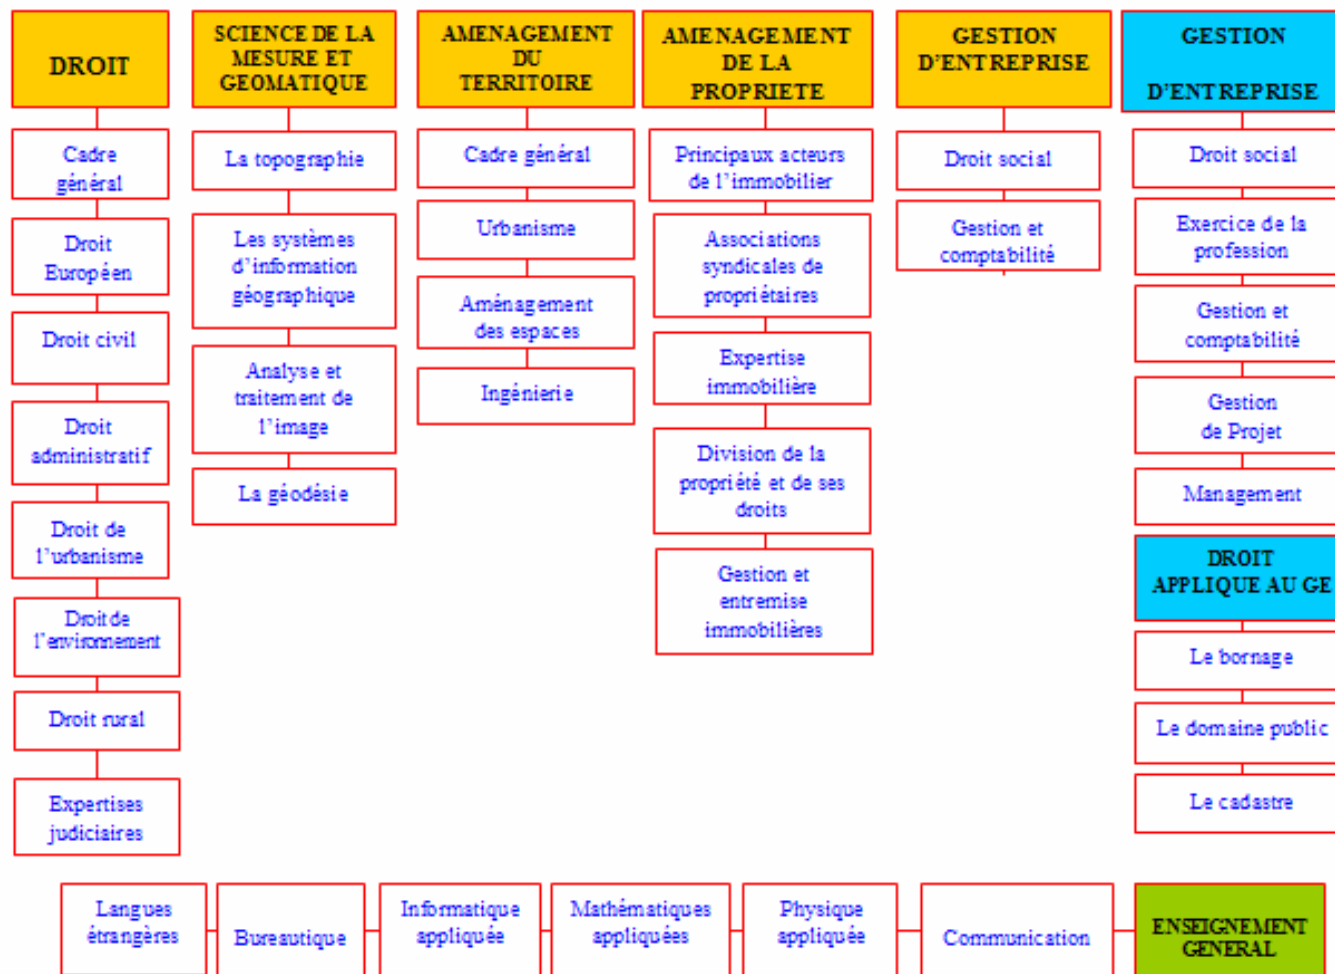 DROIT
Cadre
général
Droit
Européen
Droit civil
Droit
administratif
Droit de
l’urbanisme
Droit de
l’environnement
Droit rural
Expertises
judiciaires
SCIENCE DE LA
MESURE ET
GEOMATIQUE
La topographie
Les systèmes
d’information
géographique
Analyse et
traitement de
l’image
La géodésie
AMENAGEMENT
DU
TERRITOIRE
Cadre général
Urbanisme
Aménagement
des espaces
Ingénierie
AMENAGEMENT
DE LA
PROPRIETE
Principaux acteurs
de l’immobilier
Associations
syndicales de
propriétaires
Expertise
immobilière
Division de la
propriété et de ses
droits
Gestion et
entremise
immobilières
GESTION
D’ENTREPRISE
Droit social
Gestion et
comptabilité
GESTION
D’ENTREPRISE
Droit social
Exercice de la
profession
Gestion et
comptabilité
Gestion
de Projet
Management
DROIT
APPLIQUE AU GE
Le bornage
Le domaine public
Le cadastre
Langues
étrangères
Bureautique
Informatique
appliquée
Mathématiques
appliquées
Physique
appliquée
Communication
ENSEIGNEMENT
GENERAL